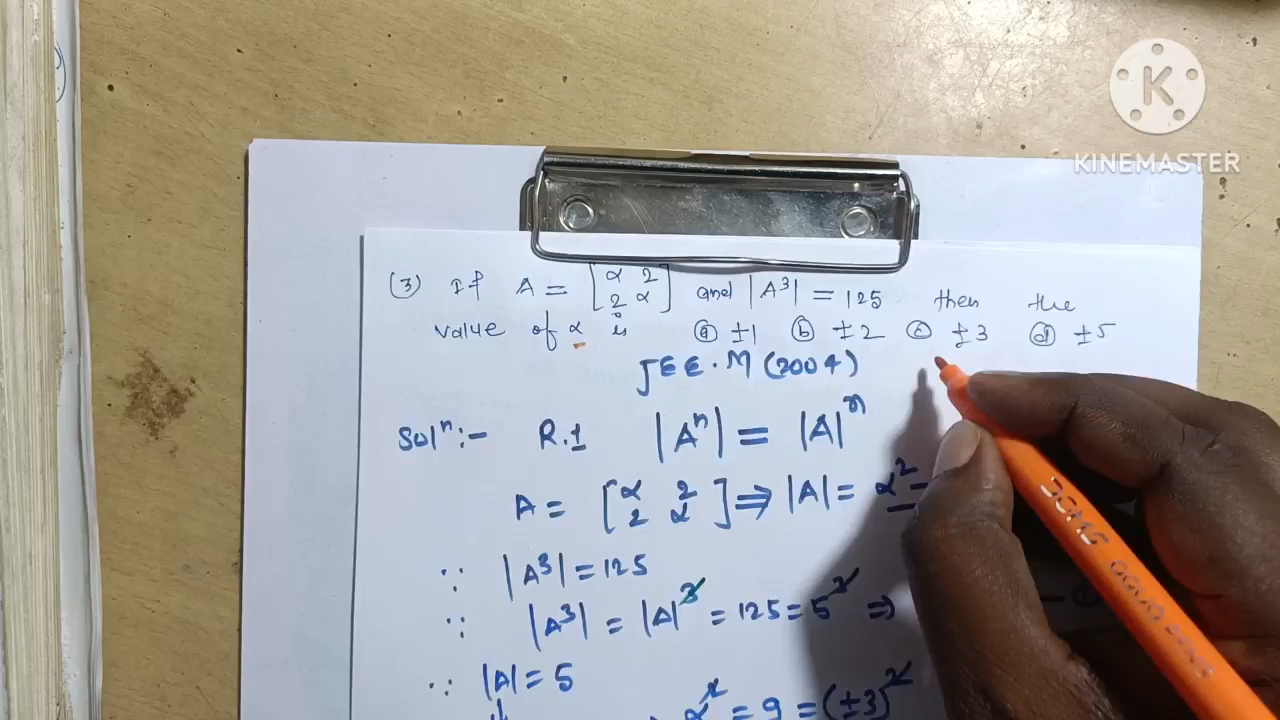 K
KINEMASTER
(3) If A = [α 2 2 α] and |A³| = 125 then the
value of α is (a) ±1 (b) ±2 (c) ±3 (d) ±5
JEE.M (2004)
Solⁿ:- R.1 |Aⁿ| = |A|ⁿ
A = [α 2 2 α] ⇒ |A| = α² -
∵ |A³| = 125
∵ |A³| = |A|³ = 125 = 5³ ⇒
∵ |A| = 5
α² = 9 = (±3)²